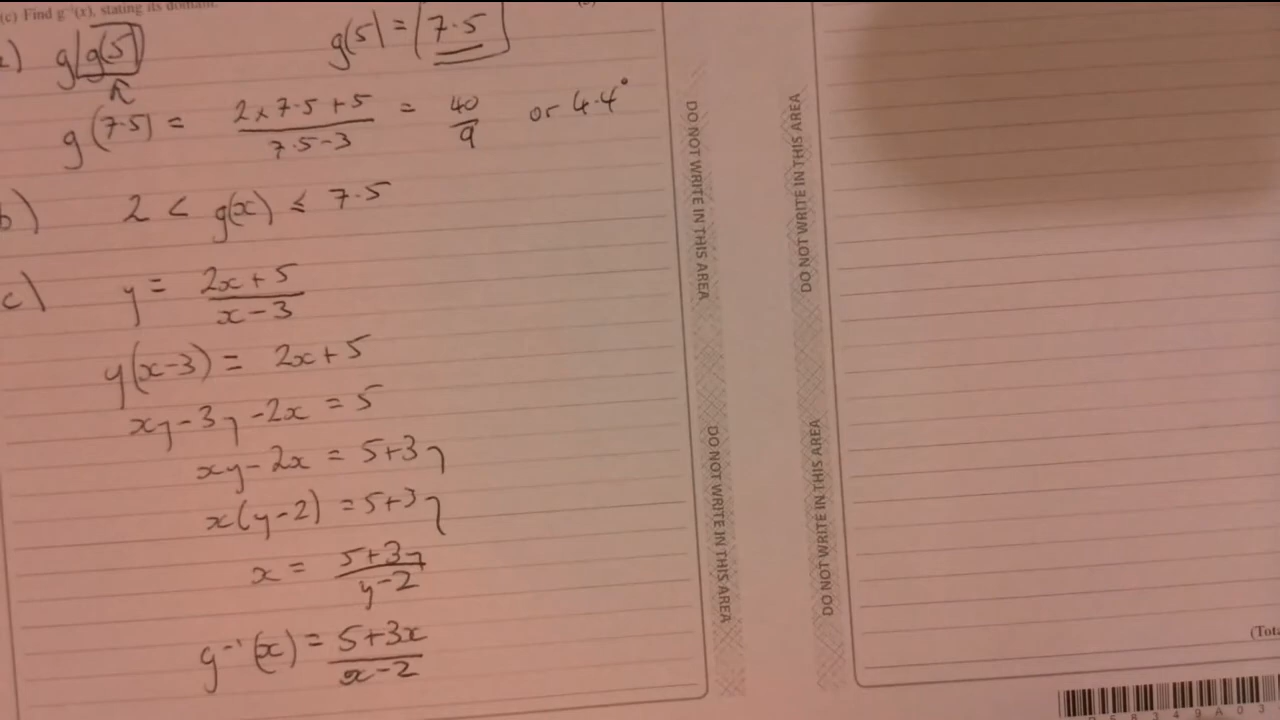 (c) Find g⁻¹(x), stating its domain.
g(g(5)) g(5) = 7.5
g(7.5) = (2 x 7.5 + 5)/(7.5 - 3) = 40/9 or 4.4°
b) 2 < g(x) ≤ 7.5
c) y = (2x + 5)/(x - 3)
y(x-3) = 2x + 5
xy - 3y - 2x = 5
xy - 2x = 5 + 3y
x(y-2) = 5 + 3y
x = (5 + 3y)/(y - 2)
g⁻¹(x) = (5 + 3x)/(x - 2)
DO NOT WRITE IN THIS AREA
DO NOT WRITE IN THIS AREA
DO NOT WRITE IN THIS AREA
DO NOT WRITE IN THIS AREA
(Tota